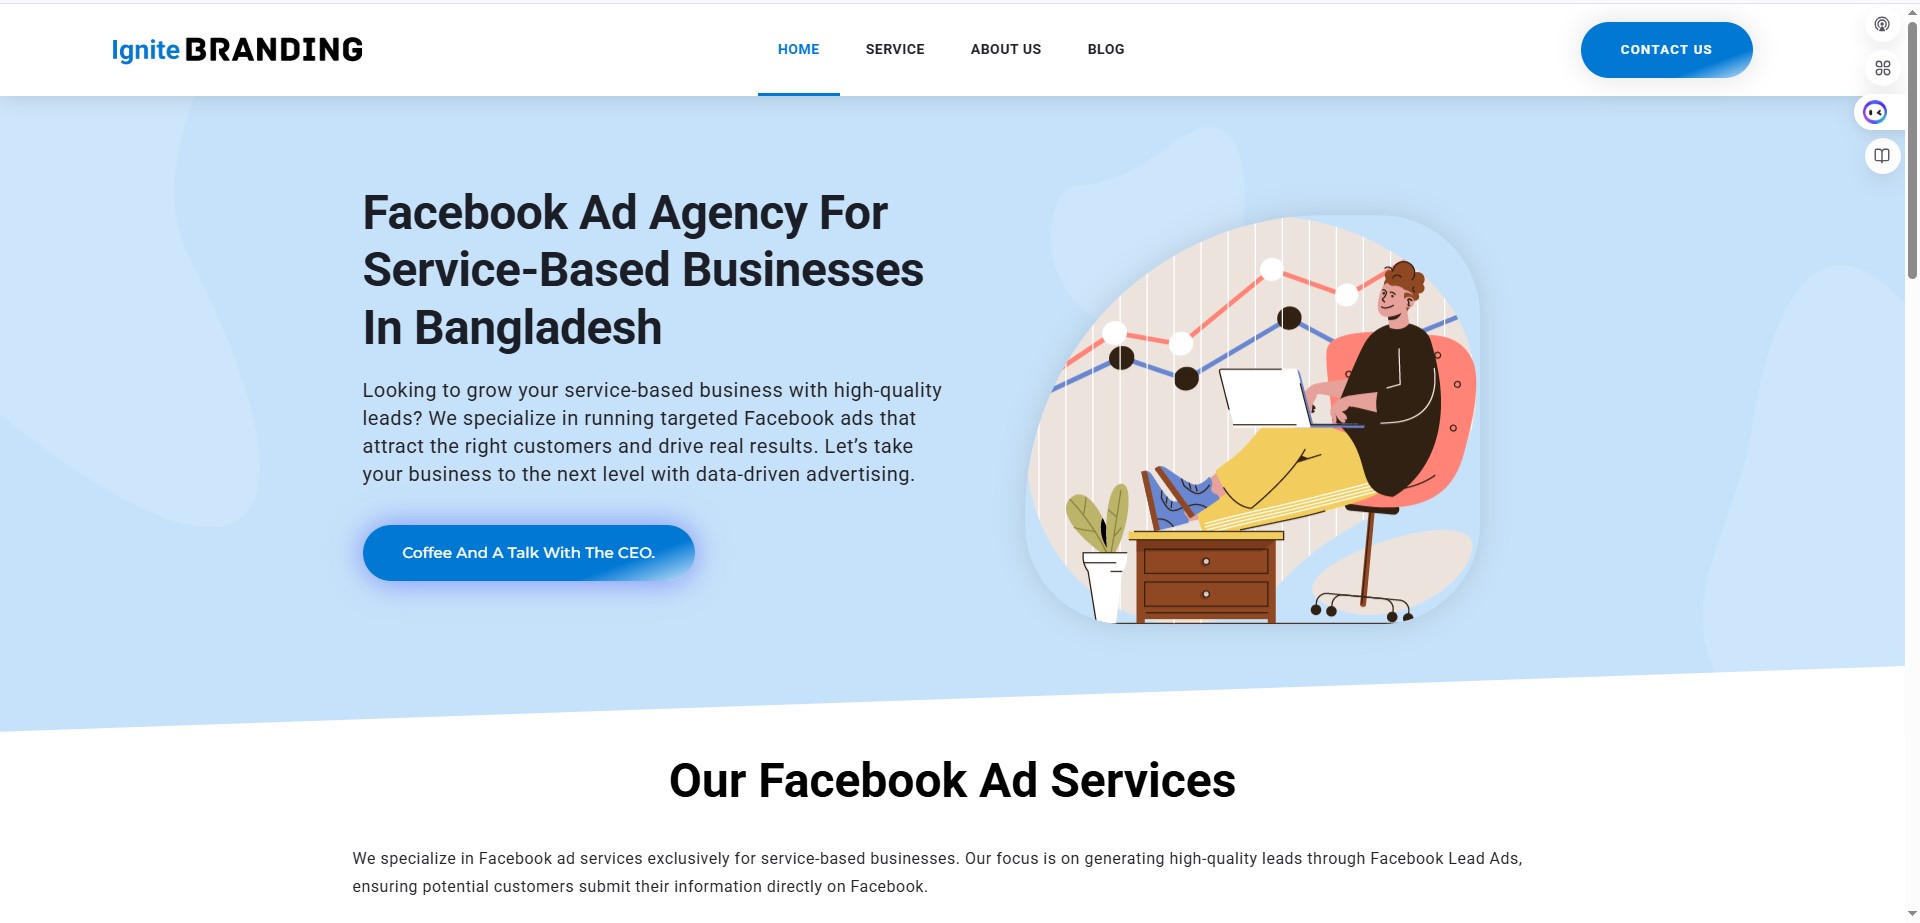 Ignite BRANDING
HOME
SERVICE
ABOUT US
BLOG
CONTACT US
Facebook Ad Agency For
Service-Based Businesses
In Bangladesh
Looking to grow your service-based business with high-quality
leads? We specialize in running targeted Facebook ads that
attract the right customers and drive real results. Let’s take
your business to the next level with data-driven advertising.
Coffee And A Talk With The CEO.
Our Facebook Ad Services
We specialize in Facebook ad services exclusively for service-based businesses. Our focus is on generating high-quality leads through Facebook Lead Ads,
ensuring potential customers submit their information directly on Facebook.